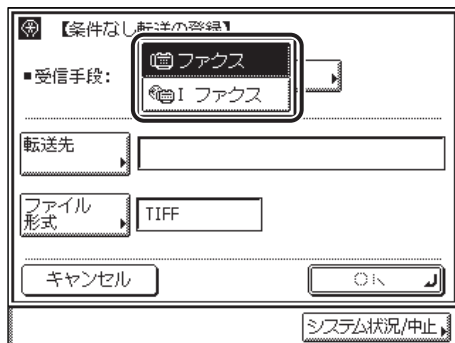 【条件なし転送の登録】
■受信手段:
ファクス
I ファクス
転送先
ファイル
形式
TIFF
キャンセル
OK
システム状況/中止